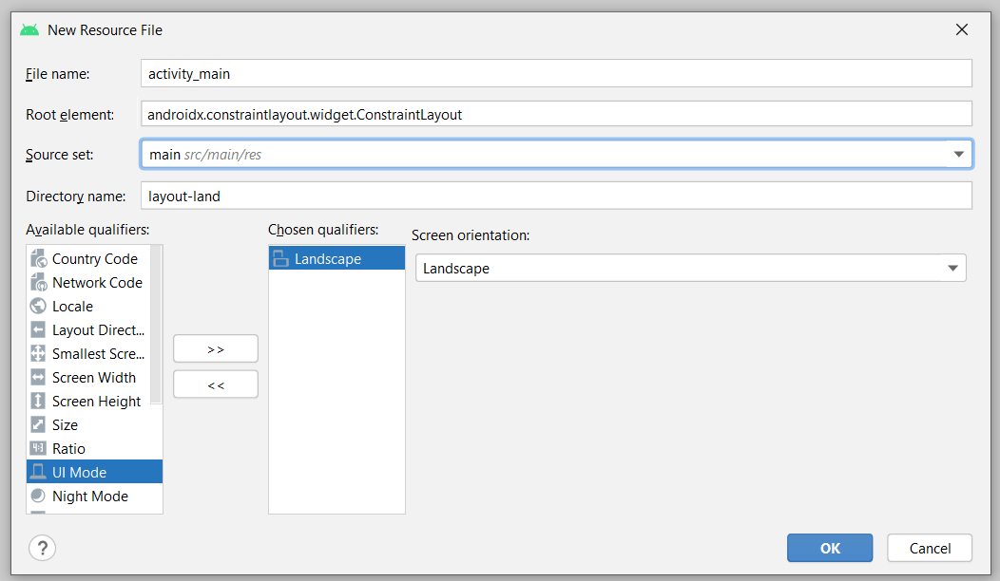 New Resource File
File name:
activity_main
Root element:
androidx.constraintlayout.widget.ConstraintLayout
Source set:
main src/main/res
Directory name:
layout-land
Available qualifiers:
Country Code
Network Code
Locale
Layout Direct...
Smallest Scre...
Screen Width
Screen Height
Size
Ratio
UI Mode
Night Mode
>>
<<
Chosen qualifiers:
Landscape
Screen orientation:
Landscape
?
OK
Cancel